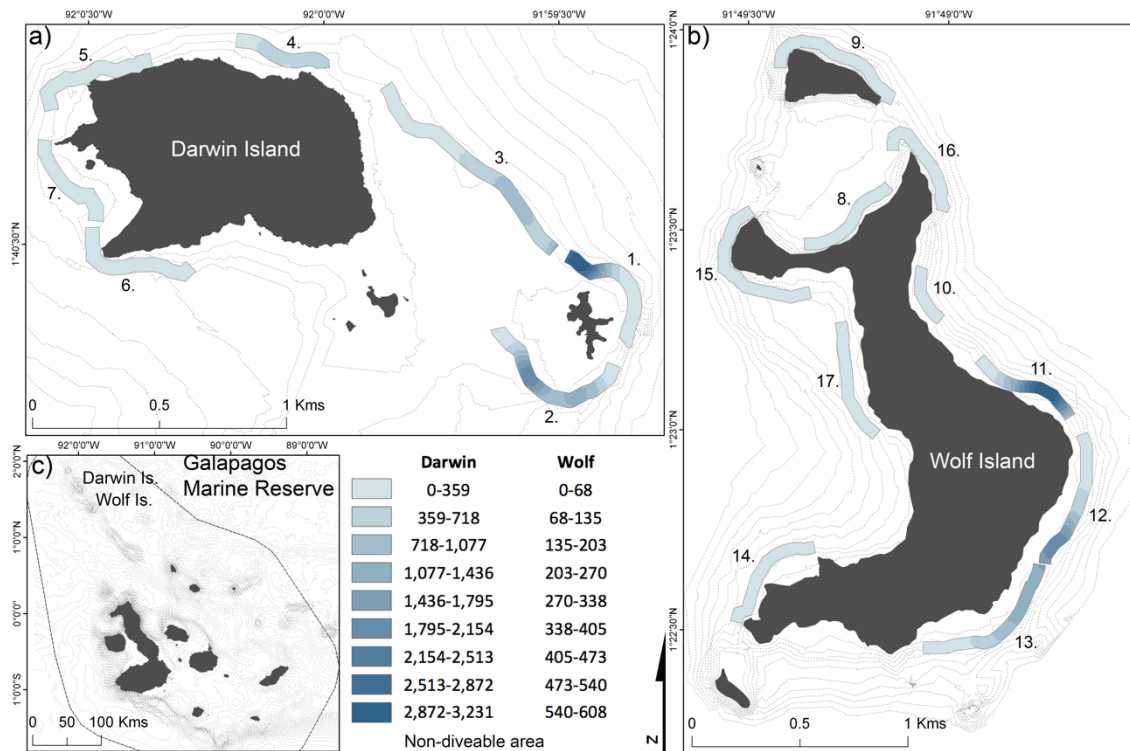 92°0'30"W 92°0'0"W 91°59'30"W
a)
5.
4.
Darwin Island
3.
7.
1°40'30"N
6.
1.
2.
0 0.5 1 Kms
91°49'30"W 91°49'0"W
1°24'0"N
b)
9.
16.
8.
1°23'30"N
15.
10.
17.
11.
1°23'0"N
Wolf Island
12.
14.
1°22'30"N
13.
0 0.5 1 Kms
c)
92°0'0"W 91°0'0"W 90°0'0"W 89°0'0"W
2°0'0"N
Galapagos
Marine Reserve
Darwin Is.
Wolf Is.
1°0'0"N
0°0'0"N
1°0'0"S
0 50 100 Kms
Darwin Wolf
0-359 0-68
359-718 68-135
718-1,077 135-203
1,077-1,436 203-270
1,436-1,795 270-338
1,795-2,154 338-405
2,154-2,513 405-473
2,513-2,872 473-540
2,872-3,231 540-608
Non-diveable area
N